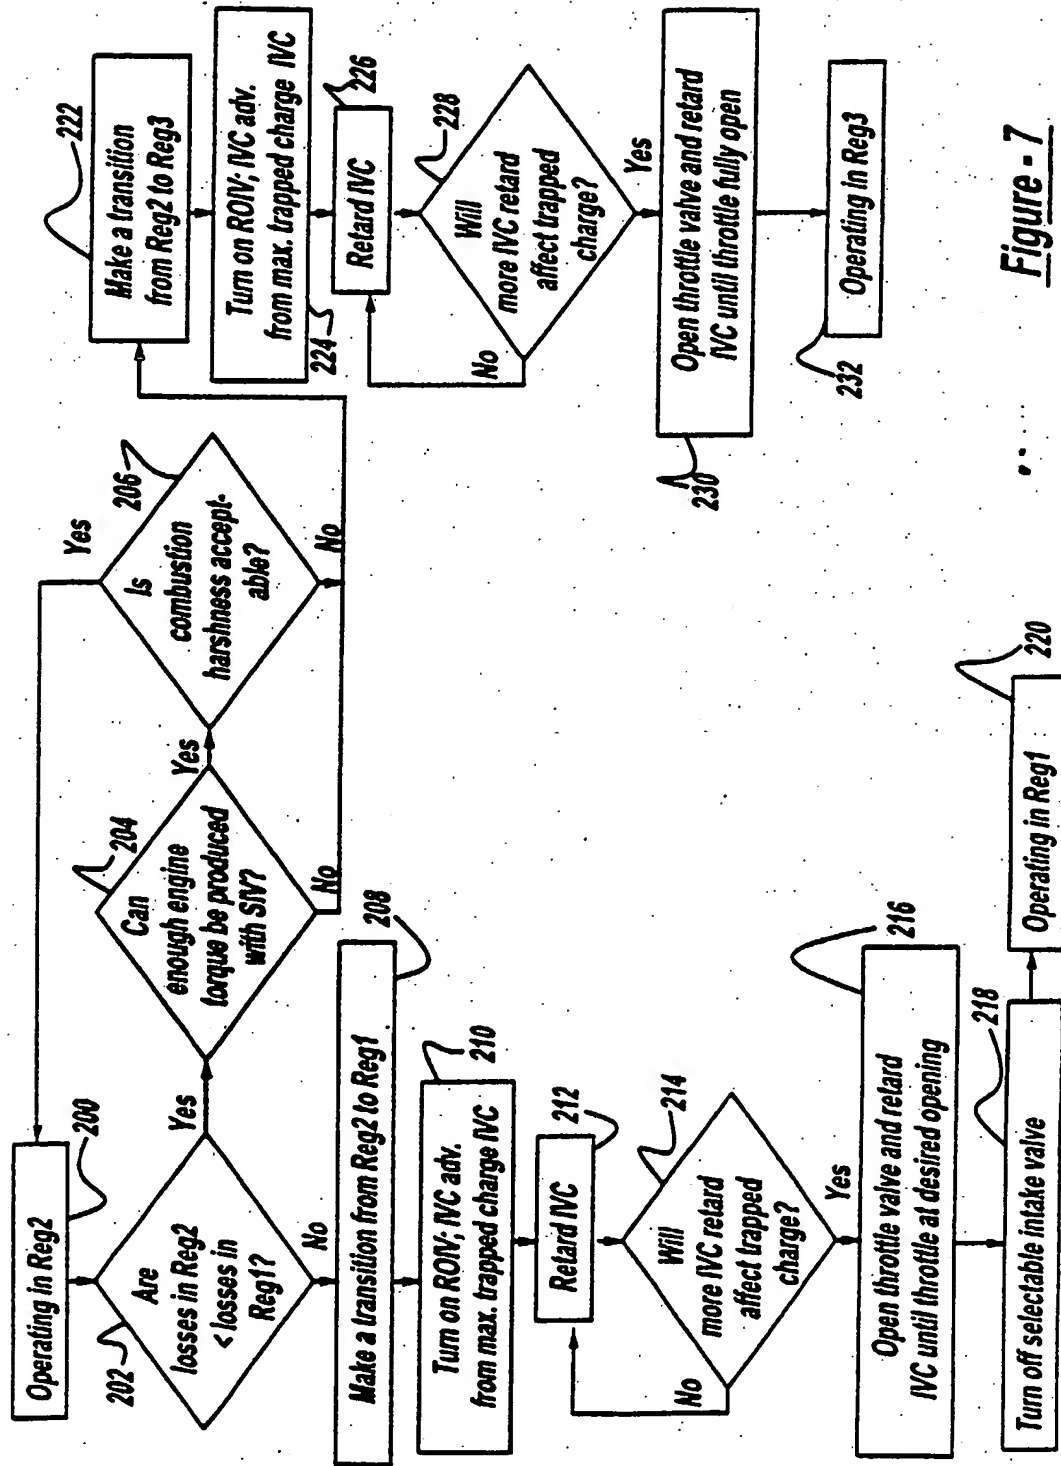 Operating in Reg2
200
Are
losses in Reg2
< losses in
Reg1?
202
Yes
No
Can
enough engine
torque be produced
with SIV?
204
Yes
No
Is
combustion
harshness accept-
able?
206
Yes
No
Make a transition from Reg2 to Reg1
208
Turn on ROIV; IVC adv.
from max. trapped charge IVC
210
Retard IVC
212
Will
more IVC retard
affect trapped
charge?
214
No
Yes
Open throttle valve and retard
IVC until throttle at desired opening
216
Turn off selectable intake valve
218
Operating in Reg1
220
Make a transition
from Reg2 to Reg3
222
Turn on ROIV; IVC adv.
from max. trapped charge IVC
224
Retard IVC
226
Will
more IVC retard
affect trapped
charge?
228
No
Yes
Open throttle valve and retard
IVC until throttle fully open
230
Operating in Reg3
232
Figure - 7